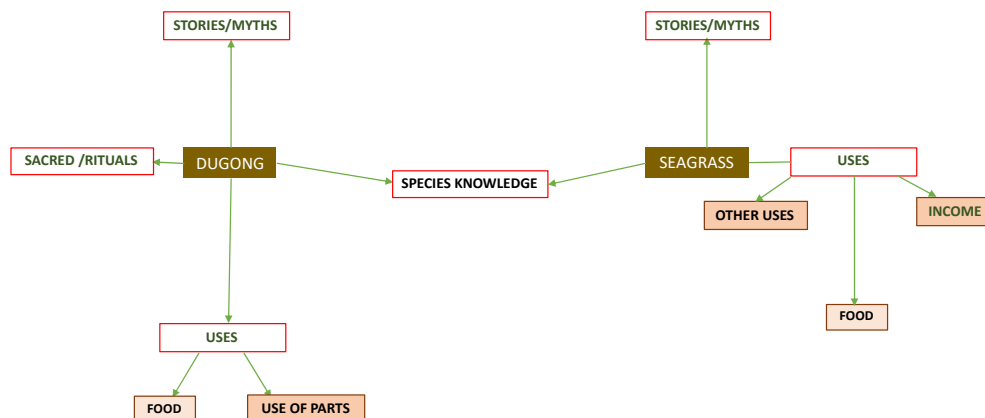 STORIES/MYTHS
STORIES/MYTHS
SACRED /RITUALS
DUGONG
SPECIES KNOWLEDGE
SEAGRASS
USES
OTHER USES
INCOME
FOOD
USES
FOOD
USE OF PARTS